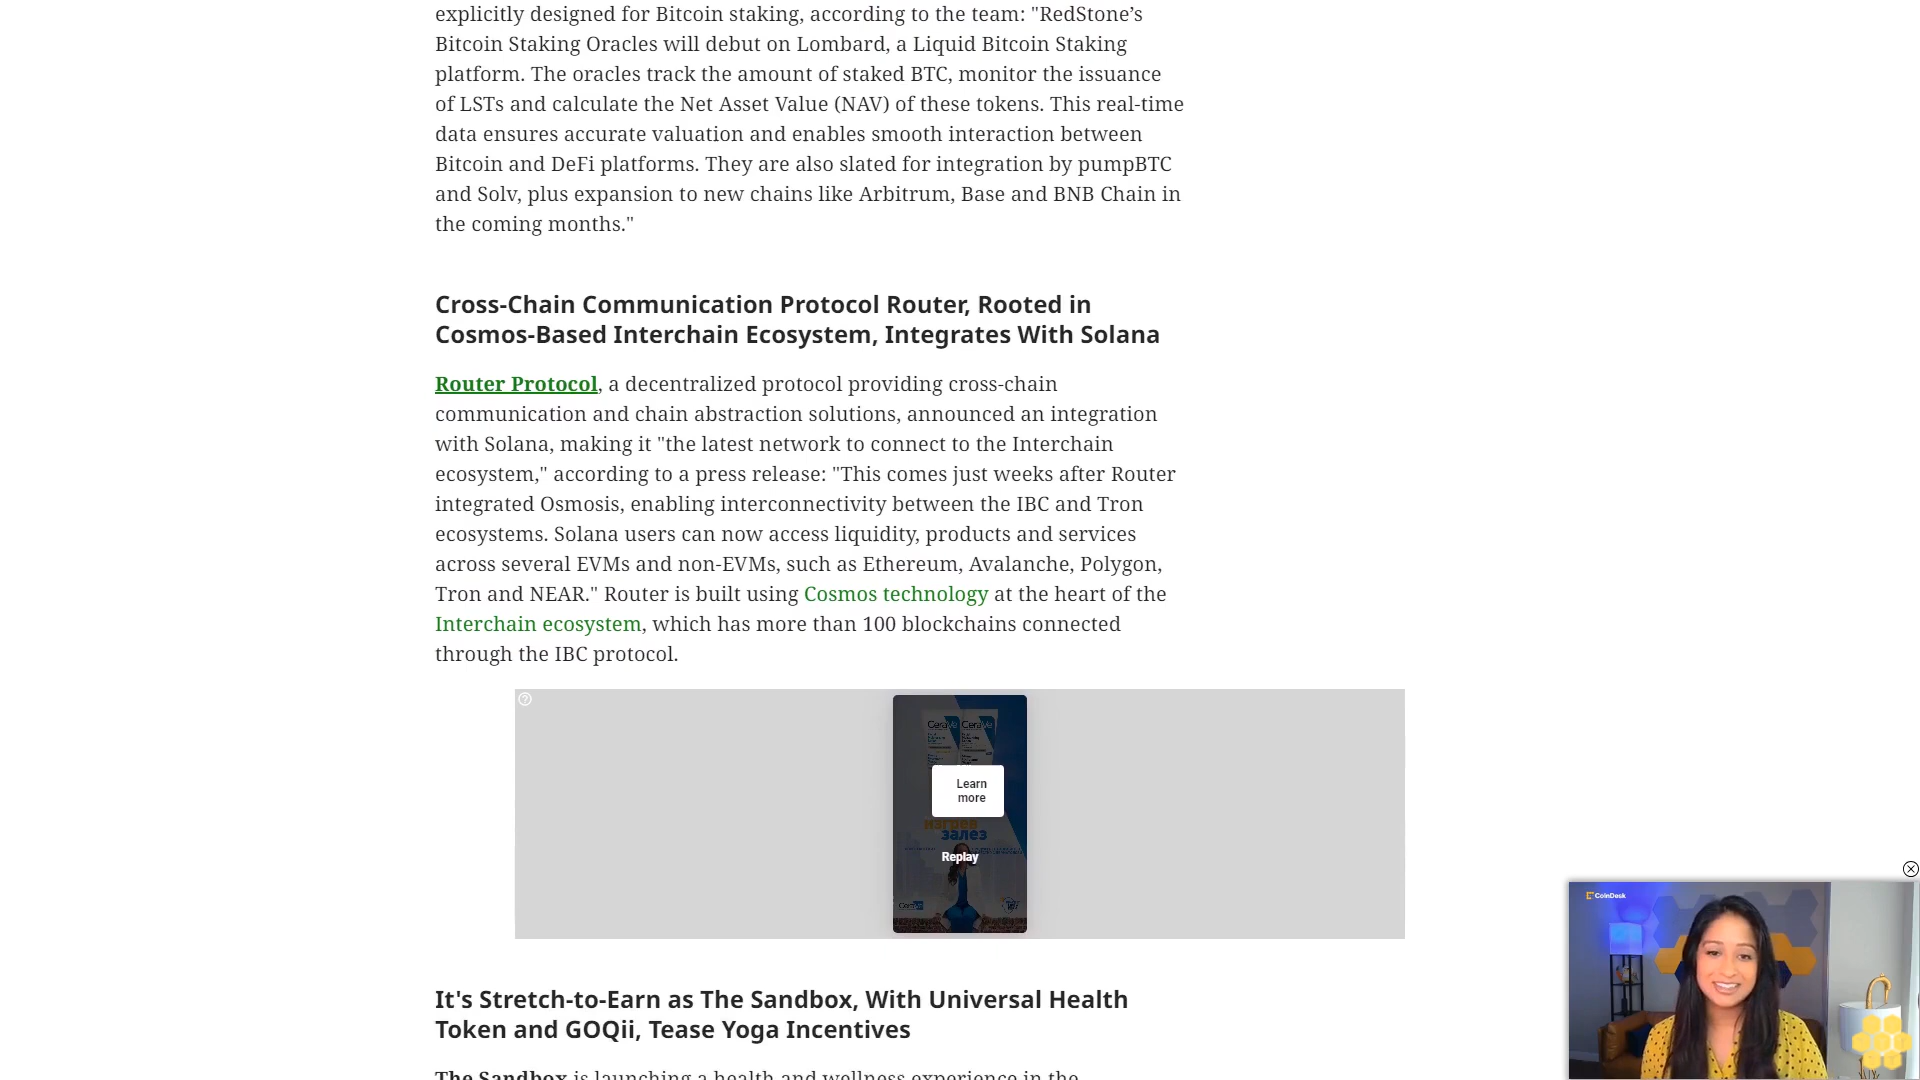 explicitly designed for Bitcoin staking, according to the team: "RedStone’s
Bitcoin Staking Oracles will debut on Lombard, a Liquid Bitcoin Staking
platform. The oracles track the amount of staked BTC, monitor the issuance
of LSTs and calculate the Net Asset Value (NAV) of these tokens. This real-time
data ensures accurate valuation and enables smooth interaction between
Bitcoin and DeFi platforms. They are also slated for integration by pumpBTC
and Solv, plus expansion to new chains like Arbitrum, Base and BNB Chain in
the coming months."
Cross-Chain Communication Protocol Router, Rooted in
Cosmos-Based Interchain Ecosystem, Integrates With Solana
Router Protocol, a decentralized protocol providing cross-chain
communication and chain abstraction solutions, announced an integration
with Solana, making it "the latest network to connect to the Interchain
ecosystem," according to a press release: "This comes just weeks after Router
integrated Osmosis, enabling interconnectivity between the IBC and Tron
ecosystems. Solana users can now access liquidity, products and services
across several EVMs and non-EVMs, such as Ethereum, Avalanche, Polygon,
Tron and NEAR." Router is built using Cosmos technology at the heart of the
Interchain ecosystem, which has more than 100 blockchains connected
through the IBC protocol.
CeraVe CeraVe
Learn
more
изгрев
залез
Replay
CoinDesk
It's Stretch-to-Earn as The Sandbox, With Universal Health
Token and GOQii, Tease Yoga Incentives
The Sandbox is launching a health and wellness experience in the